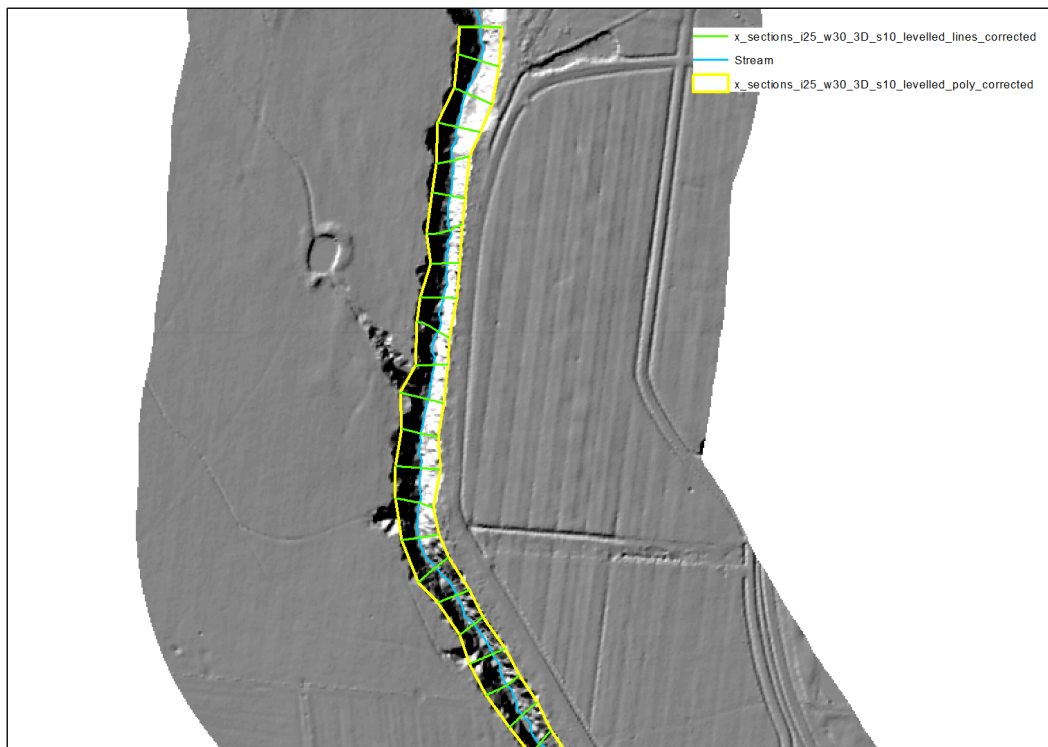 x_sections_i25_w30_3D_s10_levelled_lines_corrected
Stream
x_sections_i25_w30_3D_s10_levelled_poly_corrected